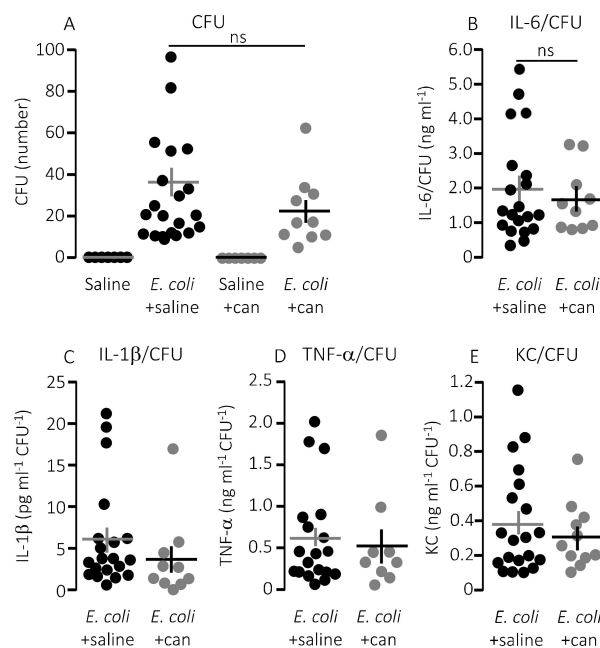 A CFU
CFU (number)
100
80
60
40
20
0
ns
Saline E. coli Saline E. coli
+saline +can +can
B IL-6/CFU
IL-6/CFU (ng ml⁻¹)
6.0
5.0
4.0
3.0
2.0
1.0
0
ns
E. coli E. coli
+saline +can
C IL-1β/CFU
IL-1β (pg ml⁻¹ CFU⁻¹)
25
20
15
10
5
0
E. coli E. coli
+saline +can
D TNF-α/CFU
TNF-α (ng ml⁻¹ CFU⁻¹)
2.5
2.0
1.5
1.0
0.5
0
E. coli E. coli
+saline +can
E KC/CFU
KC (ng ml⁻¹ CFU⁻¹)
1.2
1.0
0.8
0.6
0.4
0.2
0
E. coli E. coli
+saline +can